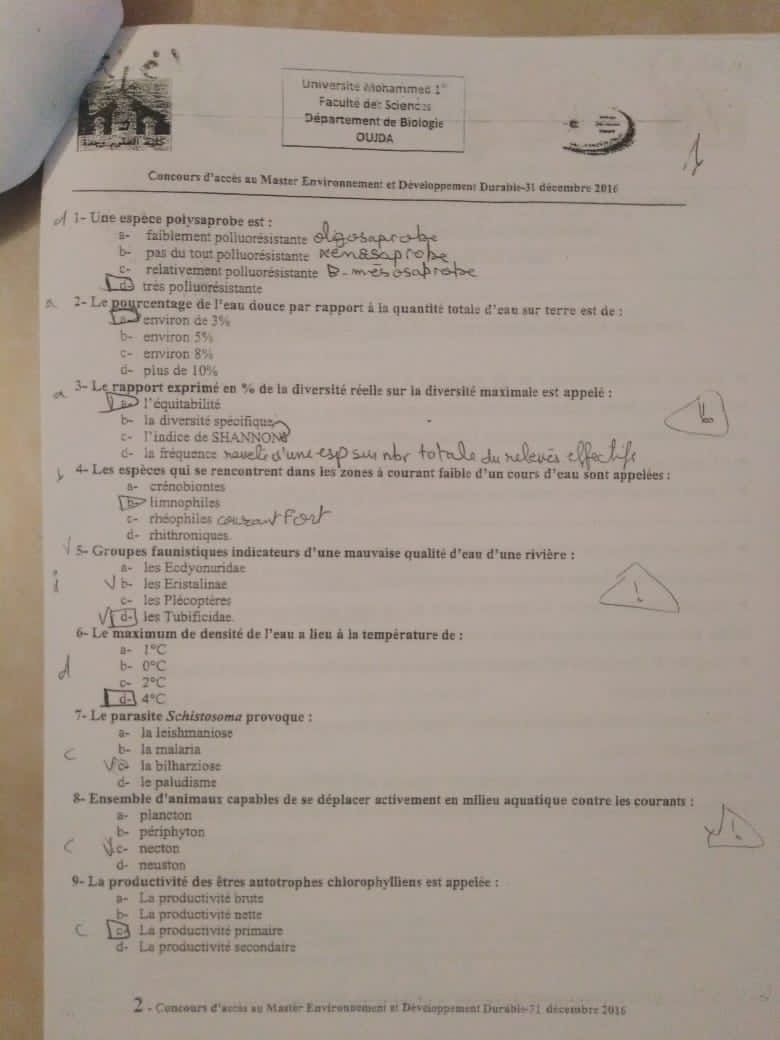 Université Mohammed 1er
Faculté des Sciences
Département de Biologie
OUJDA
كلية العلوم وجدة
1
Concours d'accès au Master Environnement et Développement Durable-31 décembre 2016
d 1- Une espèce polysaprobe est :
a- faiblement polluorésistante oligosaprobe
b- pas du tout polluorésistante xénosaprobe
c- relativement polluorésistante B-mésosaprobe
d- très polluorésistante
a 2- Le pourcentage de l'eau douce par rapport à la quantité totale d'eau sur terre est de :
a- environ de 3%
b- environ 5%
c- environ 8%
d- plus de 10%
a 3- Le rapport exprimé en % de la diversité réelle sur la diversité maximale est appelé :
a- l'équitabilité
b- la diversité spécifique
c- l'indice de SHANNON
d- la fréquence d'une esp sur nbr totale du relevés effectifs
4- Les espèces qui se rencontrent dans les zones à courant faible d'un cours d'eau sont appelées :
a- crénobiontes
b- limnophiles
c- rhéophiles courant Fort
d- rhithroniques.
5- Groupes faunistiques indicateurs d'une mauvaise qualité d'eau d'une rivière :
a- les Ecdyonuridae
b- les Eristalinae
c- les Plécoptères
d- les Tubificidae.
!
6- Le maximum de densité de l'eau a lieu à la température de :
a- 1°C
b- 0°C
d
c- 2°C
d- 4°C
7- Le parasite Schistosoma provoque :
a- la leishmaniose
b- la malaria
c
c- la bilharziose
d- le paludisme
8- Ensemble d'animaux capables de se déplacer activement en milieu aquatique contre les courants :
a- plancton
b- périphyton
!
c c- necton
d- neuston
9- La productivité des êtres autotrophes chlorophylliens est appelée :
a- La productivité brute
b- La productivité nette
c c- La productivité primaire
d- La productivité secondaire
2 - Concours d'accès au Master Environnement et Développement Durable-31 décembre 2016